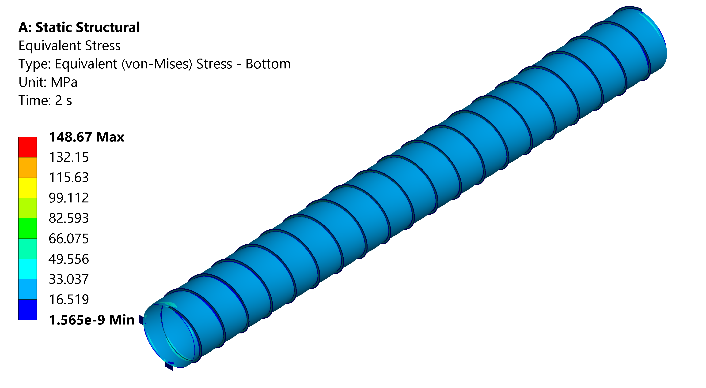 A: Static Structural
Equivalent Stress
Type: Equivalent (von-Mises) Stress - Bottom
Unit: MPa
Time: 2 s
148.67 Max
132.15
115.63
99.112
82.593
66.075
49.556
33.037
16.519
1.565e-9 Min